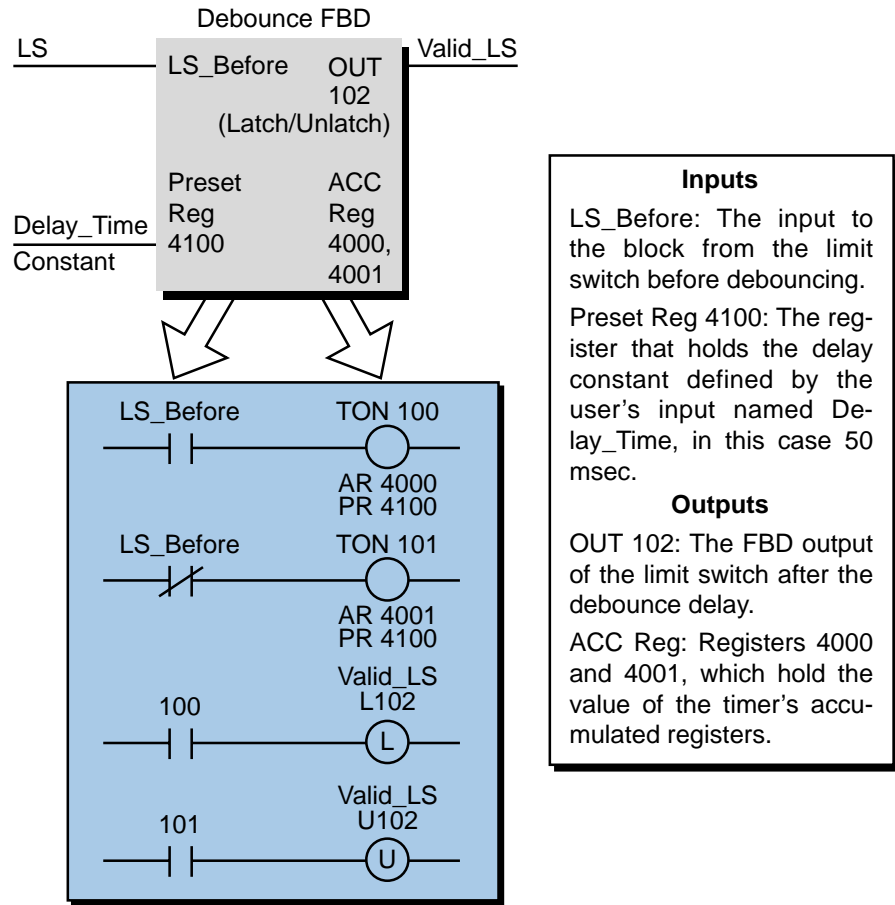 Debounce FBD
LS
Valid_LS
LS_Before
OUT
102
(Latch/Unlatch)
Preset
Reg
4100
ACC
Reg
4000,
4001
Delay_Time
Constant
LS_Before
TON 100
AR 4000
PR 4100
LS_Before
TON 101
AR 4001
PR 4100
100
Valid_LS
L102
L
101
Valid_LS
U102
U
Inputs
LS_Before: The input to
the block from the limit
switch before debouncing.
Preset Reg 4100: The reg-
ister that holds the delay
constant defined by the
user's input named De-
lay_Time, in this case 50
msec.
Outputs
OUT 102: The FBD output
of the limit switch after the
debounce delay.
ACC Reg: Registers 4000
and 4001, which hold the
value of the timer's accu-
mulated registers.